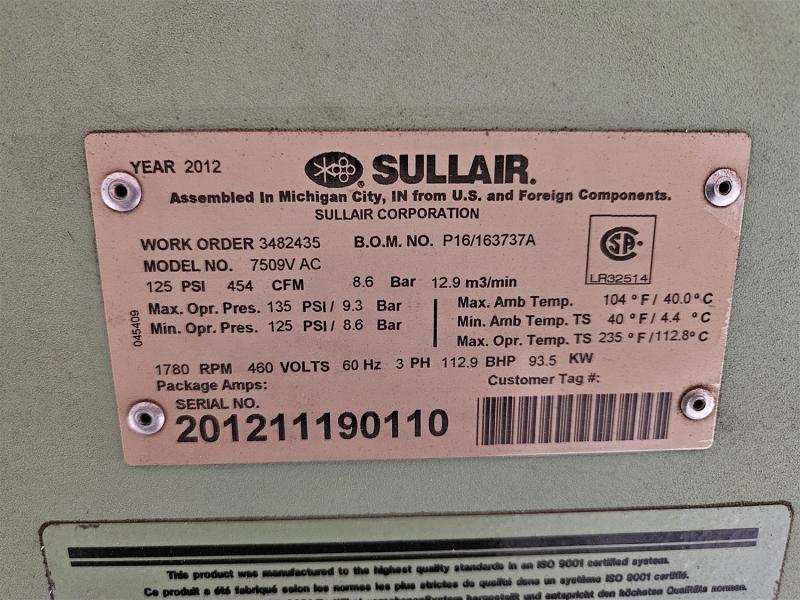 YEAR 2012
SULLAIR.
Assembled In Michigan City, IN from U.S. and Foreign Components.
SULLAIR CORPORATION
WORK ORDER 3482435 B.O.M. NO. P16/163737A
MODEL NO. 7509V AC
SA
LR32514
125 PSI 454 CFM 8.6 Bar 12.9 m3/min
Max. Opr. Pres. 135 PSI / 9.3 Bar
Min. Opr. Pres. 125 PSI / 8.6 Bar
Max. Amb Temp. 104 °F / 40.0 °C
Min. Amb Temp. TS 40 °F / 4.4 °C
Max. Opr Temp. TS 235 °F / 112.8 °C
045409
1780 RPM 460 VOLTS 60 Hz 3 PH 112.9 BHP 93.5 KW
Package Amps:
Customer Tag #:
SERIAL NO.
201211190110
This product was manufactured to the highest quality standards in an ISO 9001 certified system.
Ce produit a été fabriqué selon les normes les plus strictes de qualité dans un système ISO 9001 certifié.
entspricht den höchsten Qualitäts normen.